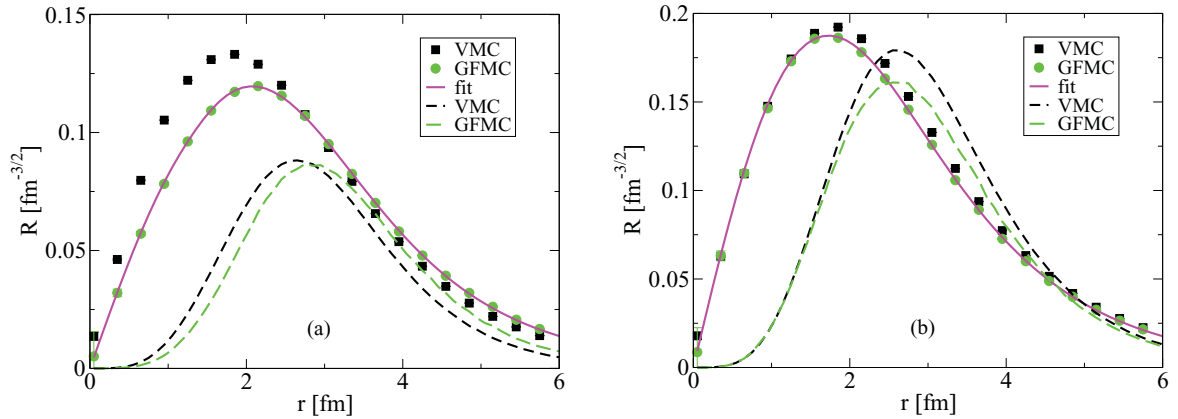 0.15
VMC
GFMC
fit
VMC
GFMC
0.1
R [fm⁻³/²]
0.05
(a)
0
0 2 4 6
r [fm]
0.2
VMC
GFMC
fit
VMC
GFMC
0.15
R [fm⁻³/²]
0.1
0.05
(b)
0
0 2 4 6
r [fm]